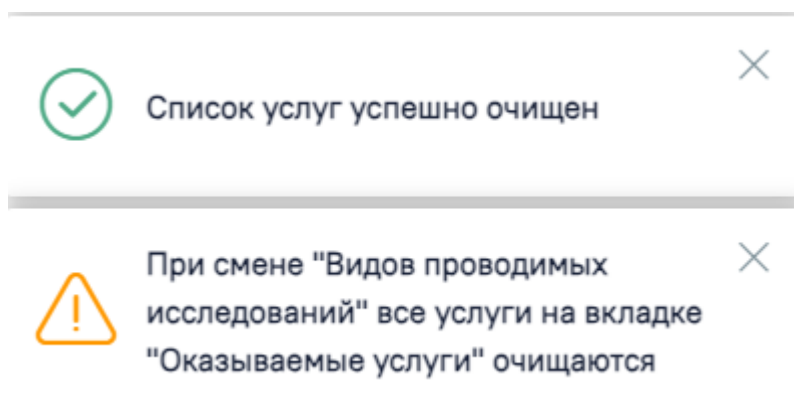 Список услуг успешно очищен
При смене "Видов проводимых
исследований" все услуги на вкладке
"Оказываемые услуги" очищаются